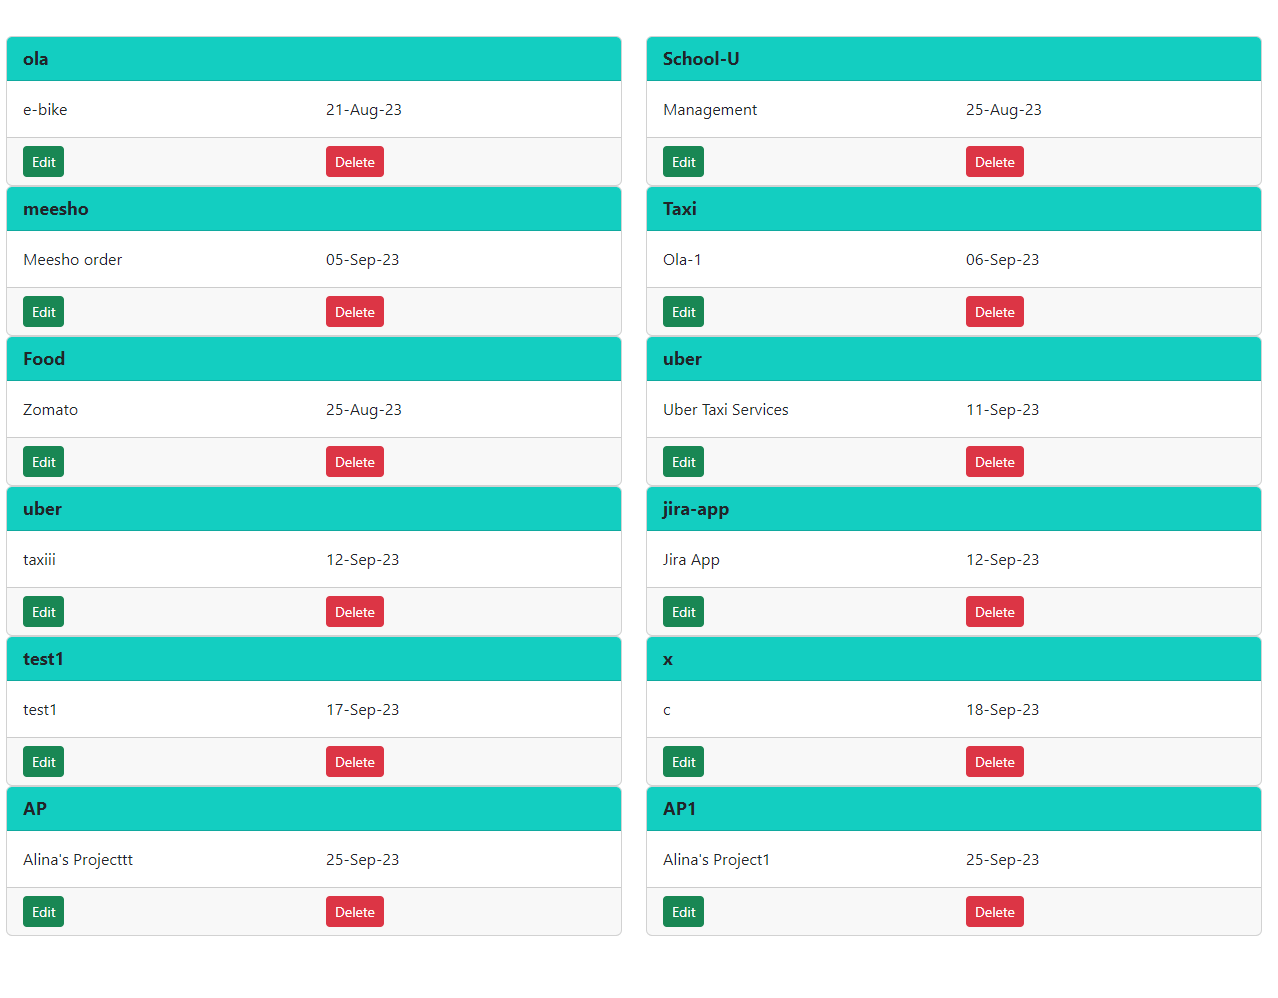 ola
e-bike 21-Aug-23
Edit Delete
School-U
Management 25-Aug-23
Edit Delete
meesho
Meesho order 05-Sep-23
Edit Delete
Taxi
Ola-1 06-Sep-23
Edit Delete
Food
Zomato 25-Aug-23
Edit Delete
uber
Uber Taxi Services 11-Sep-23
Edit Delete
uber
taxiii 12-Sep-23
Edit Delete
jira-app
Jira App 12-Sep-23
Edit Delete
test1
test1 17-Sep-23
Edit Delete
x
c 18-Sep-23
Edit Delete
AP
Alina's Projecttt 25-Sep-23
Edit Delete
AP1
Alina's Project1 25-Sep-23
Edit Delete